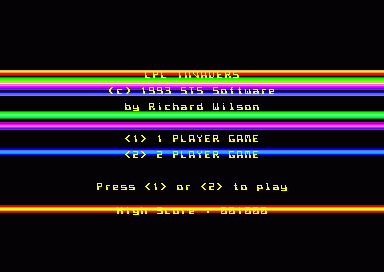 CPC INVADERS
(c) 1993 STS Software
by Richard Wilson
<1> 1 PLAYER GAME
<2> 2 PLAYER GAME
Press <1> or <2> to play
High Score : 001000